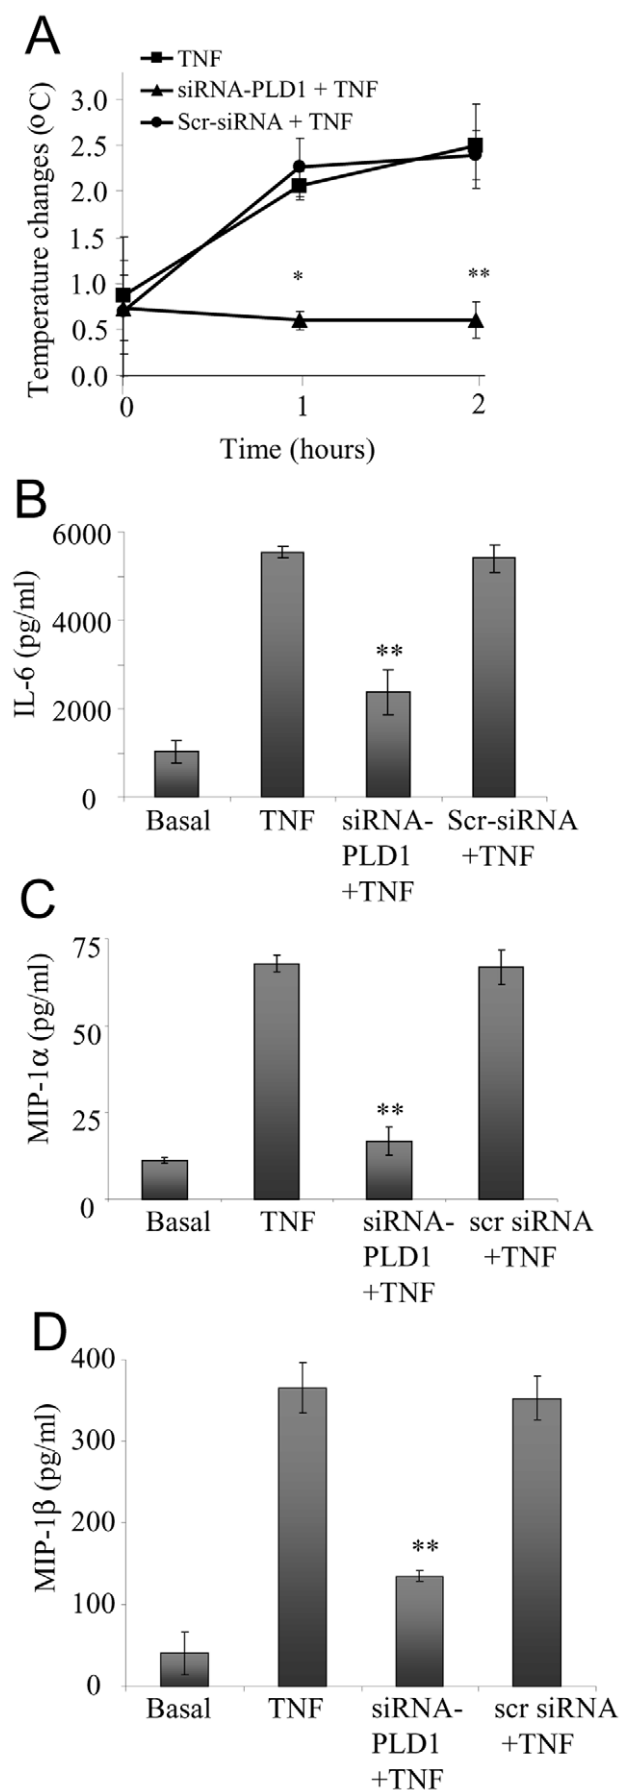 A
TNF
siRNA-PLD1 + TNF
Scr-siRNA + TNF
Temperature changes (oC)
3.0
2.5
2.0
1.5
1.0
0.5
0.0
*
**
0 1 2
Time (hours)
B
IL-6 (pg/ml)
6000
4000
2000
0
**
Basal TNF siRNA- Scr-siRNA
PLD1 +TNF
+TNF
C
MIP-1α (pg/ml)
75
50
25
0
**
Basal TNF siRNA- scr siRNA
PLD1 +TNF
+TNF
D
MIP-1β (pg/ml)
400
300
200
100
0
**
Basal TNF siRNA- scr siRNA
PLD1 +TNF
+TNF